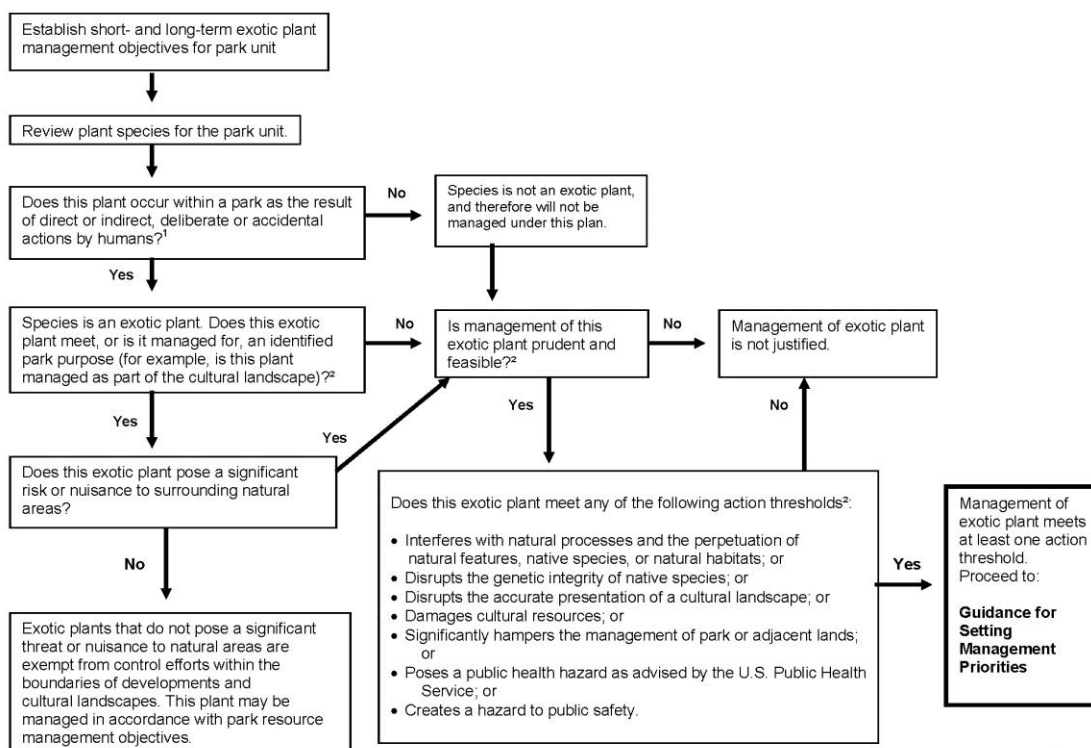 Establish short- and long-term exotic plant
management objectives for park unit
Review plant species for the park unit.
Does this plant occur within a park as the result
of direct or indirect, deliberate or accidental
actions by humans?¹
No
Species is not an exotic plant,
and therefore will not be
managed under this plan.
Yes
Species is an exotic plant. Does this exotic
plant meet, or is it managed for, an identified
park purpose (for example, is this plant
managed as part of the cultural landscape)?²
No
Is management of this
exotic plant prudent and
feasible?²
No
Management of exotic plant
is not justified.
Yes
Yes
Yes
No
Does this exotic plant pose a significant
risk or nuisance to surrounding natural
areas?
No
Exotic plants that do not pose a significant
threat or nuisance to natural areas are
exempt from control efforts within the
boundaries of developments and
cultural landscapes. This plant may be
managed in accordance with park resource
management objectives.
Does this exotic plant meet any of the following action thresholds²:
• Interferes with natural processes and the perpetuation of
natural features, native species, or natural habitats; or
• Disrupts the genetic integrity of native species; or
• Disrupts the accurate presentation of a cultural landscape; or
• Damages cultural resources; or
• Significantly hampers the management of park or adjacent lands;
or
• Poses a public health hazard as advised by the U.S. Public Health
Service; or
• Creates a hazard to public safety.
Yes
Management of
exotic plant meets
at least one action
threshold.
Proceed to:
Guidance for
Setting
Management
Priorities